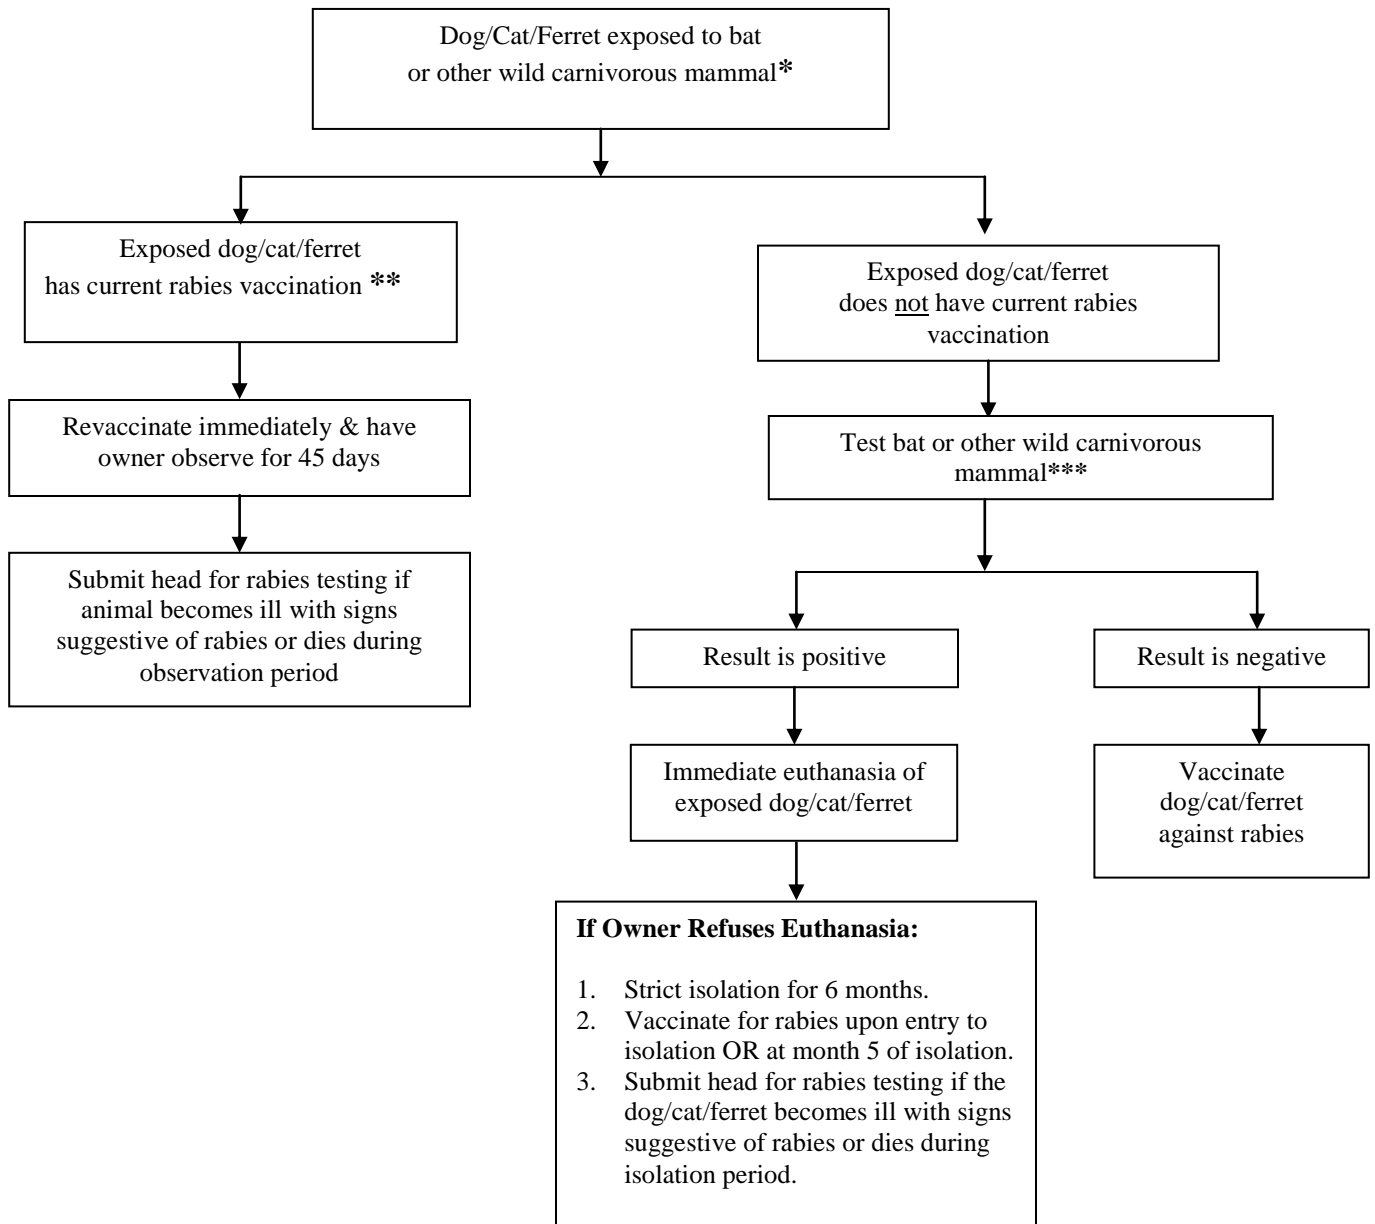 Dog/Cat/Ferret exposed to bat
or other wild carnivorous mammal*
Exposed dog/cat/ferret
has current rabies vaccination **
Revaccinate immediately & have
owner observe for 45 days
Submit head for rabies testing if
animal becomes ill with signs
suggestive of rabies or dies during
observation period
Exposed dog/cat/ferret
does not have current rabies
vaccination
Test bat or other wild carnivorous
mammal***
Result is positive
Immediate euthanasia of
exposed dog/cat/ferret
If Owner Refuses Euthanasia:
1. Strict isolation for 6 months.
2. Vaccinate for rabies upon entry to
isolation OR at month 5 of isolation.
3. Submit head for rabies testing if the
dog/cat/ferret becomes ill with signs
suggestive of rabies or dies during
isolation period.
Result is negative
Vaccinate
dog/cat/ferret
against rabies